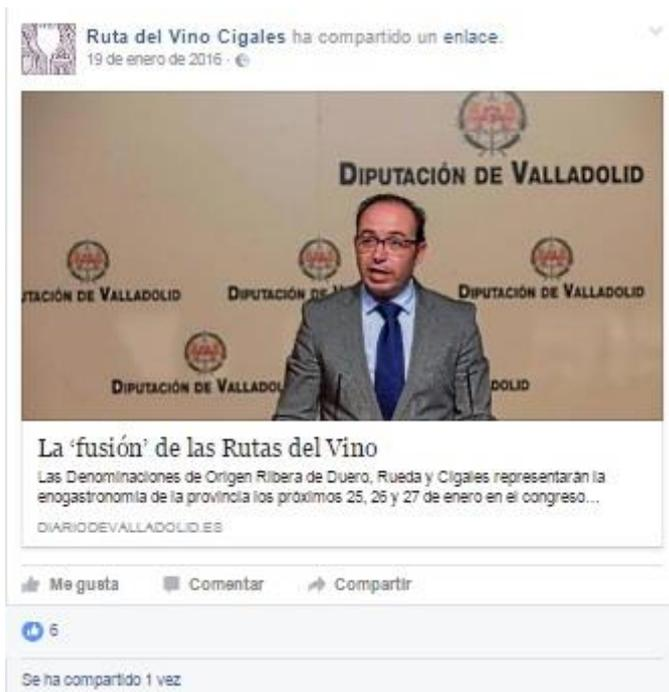 Ruta del Vino Cigales ha compartido un enlace.
19 de enero de 2016 ·
DIPUTACIÓN DE VALLADOLID
TACIÓN DE VALLADOLID
DIPUTACIÓN DE
DIPUTACIÓN DE VALLADOLID
DIPUTACIÓN DE VALLADOL
DOLID
La ‘fusión’ de las Rutas del Vino
Las Denominaciones de Origen Ribera de Duero, Rueda y Cigales representarán la
enogastronomía de la provincia los próximos 25, 26 y 27 de enero en el congreso...
DIARIODEVALLADOLID.ES
Me gusta Comentar Compartir
6
Se ha compartido 1 vez